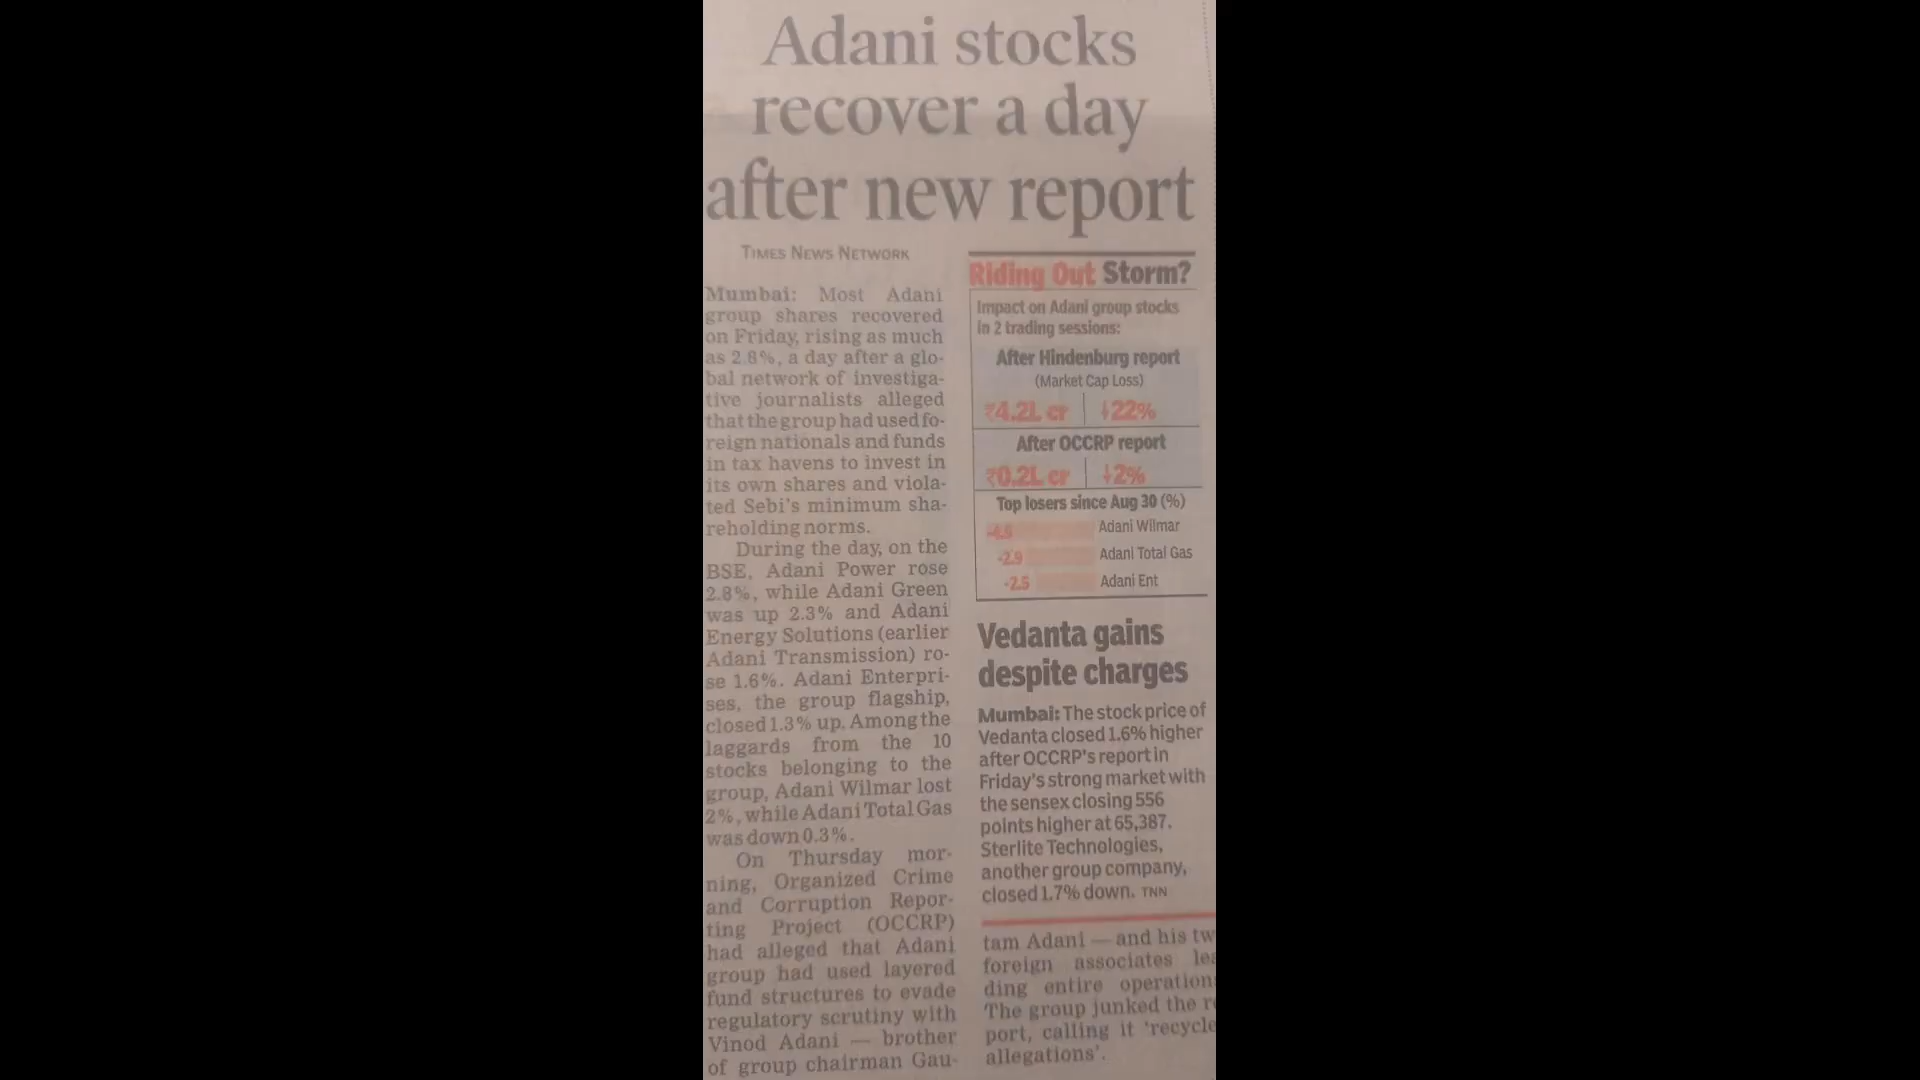 Adani stocks
recover a day
after new report
TIMES NEWS NETWORK
Mumbai: Most Adani
group shares recovered
on Friday, rising as much
as 2.8%, a day after a glo-
bal network of investiga-
tive journalists alleged
that the group had used fo-
reign nationals and funds
in tax havens to invest in
its own shares and viola-
ted Sebi's minimum sha-
reholding norms.
During the day, on the
BSE, Adani Power rose
2.8%, while Adani Green
was up 2.3% and Adani
Energy Solutions (earlier
Adani Transmission) ro-
se 1.6%. Adani Enterpri-
ses, the group flagship,
closed 1.3% up. Among the
laggards from the 10
stocks belonging to the
group, Adani Wilmar lost
2%, while Adani Total Gas
was down 0.3%.
On Thursday mor-
ning, Organized Crime
and Corruption Repor-
ting Project (OCCRP)
had alleged that Adani
group had used layered
fund structures to evade
regulatory scrutiny with
Vinod Adani — brother
of group chairman Gau-
Riding Out Storm?
Impact on Adani group stocks
in 2 trading sessions:
After Hindenburg report
(Market Cap Loss)
₹4.2L cr ↓22%
After OCCRP report
₹0.2L cr ↓2%
Top losers since Aug 30 (%)
Adani Wilmar
-2.9 Adani Total Gas
-2.5 Adani Ent
Vedanta gains
despite charges
Mumbai: The stock price of
Vedanta closed 1.6% higher
after OCCRP's report in
Friday's strong market with
the sensex closing 556
points higher at 65,387.
Sterlite Technologies,
another group company,
closed 1.7% down. TNN
tam Adani — and his tw
foreign associates lea
ding entire operation
The group junked the re
port, calling it 'recycle
allegations'.